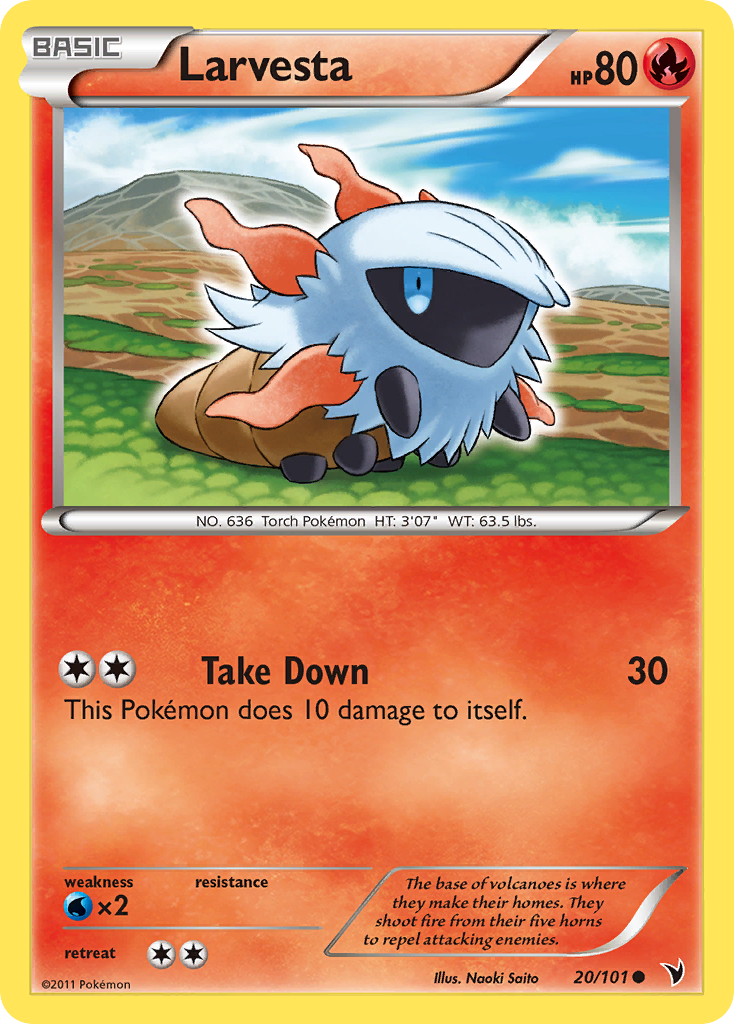 BASIC
Larvesta
HP80
NO. 636 Torch Pokémon HT: 3'07" WT: 63.5 lbs.
Take Down 30
This Pokémon does 10 damage to itself.
weakness resistance
×2
retreat
The base of volcanoes is where
they make their homes. They
shoot fire from their five horns
to repel attacking enemies.
©2011 Pokémon
Illus. Naoki Saito
20/101